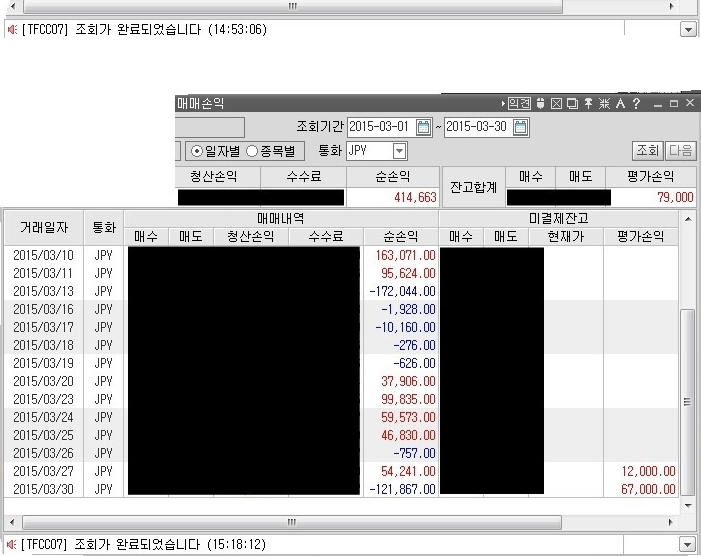 [TFCC07] 조회가 완료되었습니다 (14:53:06)
매매손익 의견 A ?
조회기간 2015-03-01 ~ 2015-03-30
일자별 종목별 통화 JPY 조회 다음
청산손익 수수료 순손익 잔고합계 매수 매도 평가손익
414,663 79,000
거래일자 통화 매매내역 미결제잔고
매수 매도 청산손익 수수료 순손익 매수 매도 현재가 평가손익
2015/03/10 JPY 163,071.00
2015/03/11 JPY 95,624.00
2015/03/13 JPY -172,044.00
2015/03/16 JPY -1,928.00
2015/03/17 JPY -10,160.00
2015/03/18 JPY -276.00
2015/03/19 JPY -626.00
2015/03/20 JPY 37,906.00
2015/03/23 JPY 99,835.00
2015/03/24 JPY 59,573.00
2015/03/25 JPY 46,830.00
2015/03/26 JPY -757.00
2015/03/27 JPY 54,241.00 12,000.00
2015/03/30 JPY -121,867.00 67,000.00
[TFCC07] 조회가 완료되었습니다 (15:18:12)